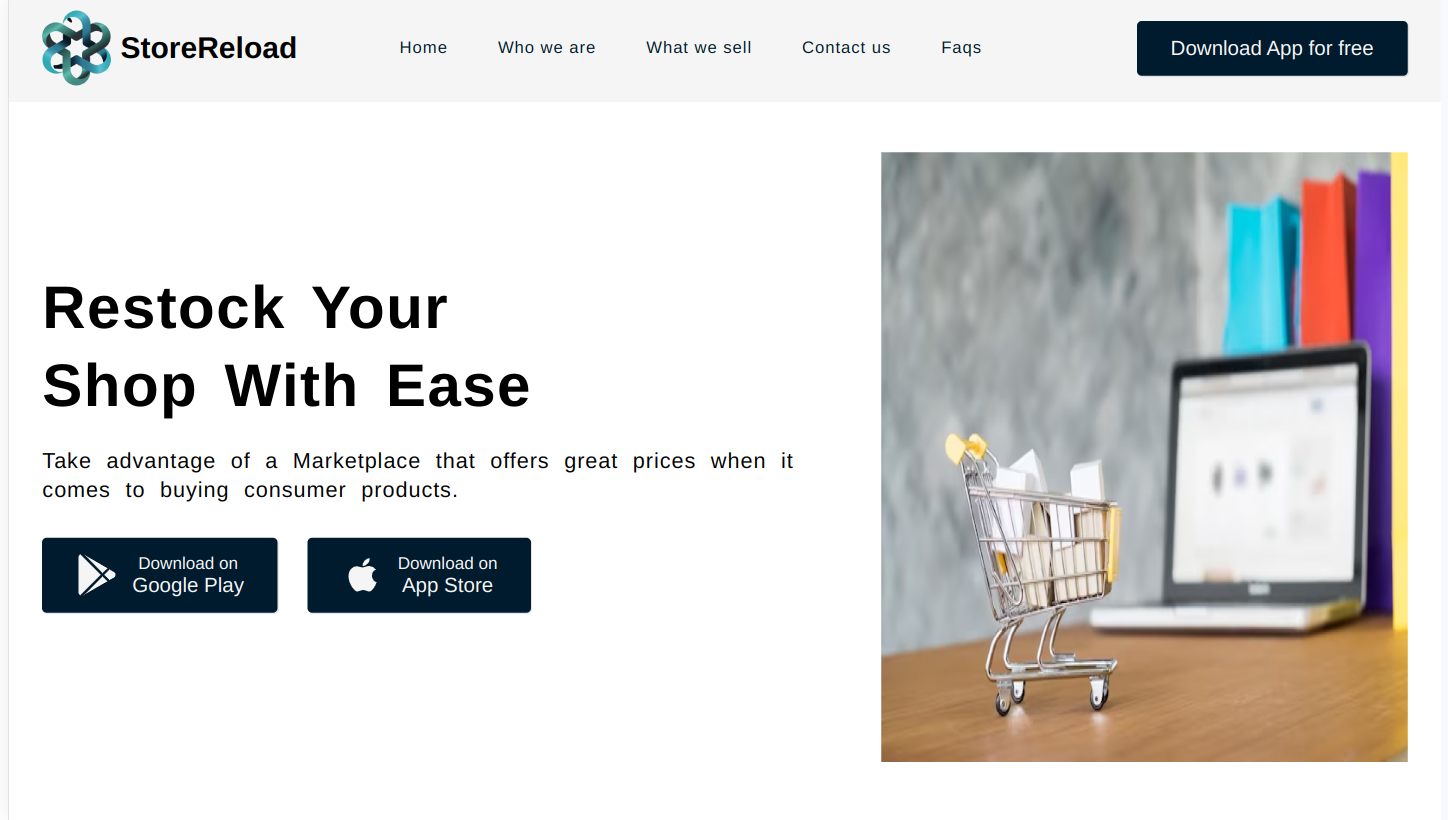 StoreReload
Home
Who we are
What we sell
Contact us
Faqs
Download App for free
Restock Your
Shop With Ease
Take advantage of a Marketplace that offers great prices when it
comes to buying consumer products.
Download on
Google Play
Download on
App Store